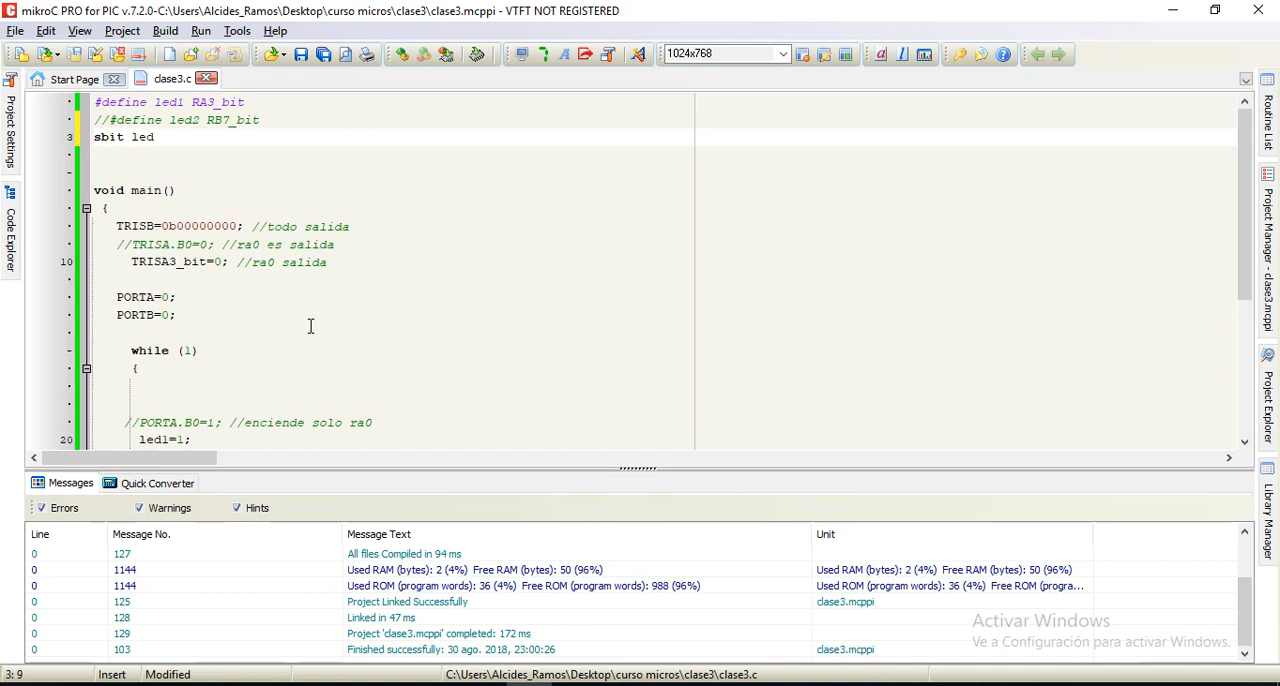 mikroC PRO for PIC v.7.2.0-C:\Users\Alcides_Ramos\Desktop\curso micros\clase3\clase3.mcppi - VTFT NOT REGISTERED
File Edit View Project Build Run Tools Help
1024x768
Start Page clase3.c
Project Settings
Code Explorer
#define led1 RA3_bit
//#define led2 RB7_bit
3 sbit led
void main()
{
TRISB=0b00000000; //todo salida
//TRISA.B0=0; //ra0 es salida
10 TRISA3_bit=0; //ra0 salida
PORTA=0;
PORTB=0;
while (1)
{
//PORTA.B0=1; //enciende solo ra0
20 led1=1;
Routine List
Project Manager - clase3.mcppi
Project Explorer
Library Manager
Messages Quick Converter
Errors Warnings Hints
Line Message No. Message Text Unit
0 127 All files Compiled in 94 ms
0 1144 Used RAM (bytes): 2 (4%) Free RAM (bytes): 50 (96%) Used RAM (bytes): 2 (4%) Free RAM (bytes): 50 (96%)
0 1144 Used ROM (program words): 36 (4%) Free ROM (program words): 988 (96%) Used ROM (program words): 36 (4%) Free ROM (progra...
0 125 Project Linked Successfully clase3.mcppi
0 128 Linked in 47 ms
0 129 Project 'clase3.mcppi' completed: 172 ms
0 103 Finished successfully: 30 ago. 2018, 23:00:26 clase3.mcppi
Activar Windows
Ve a Configuración para activar Windows.
3: 9 Insert Modified C:\Users\Alcides_Ramos\Desktop\curso micros\clase3\clase3.c